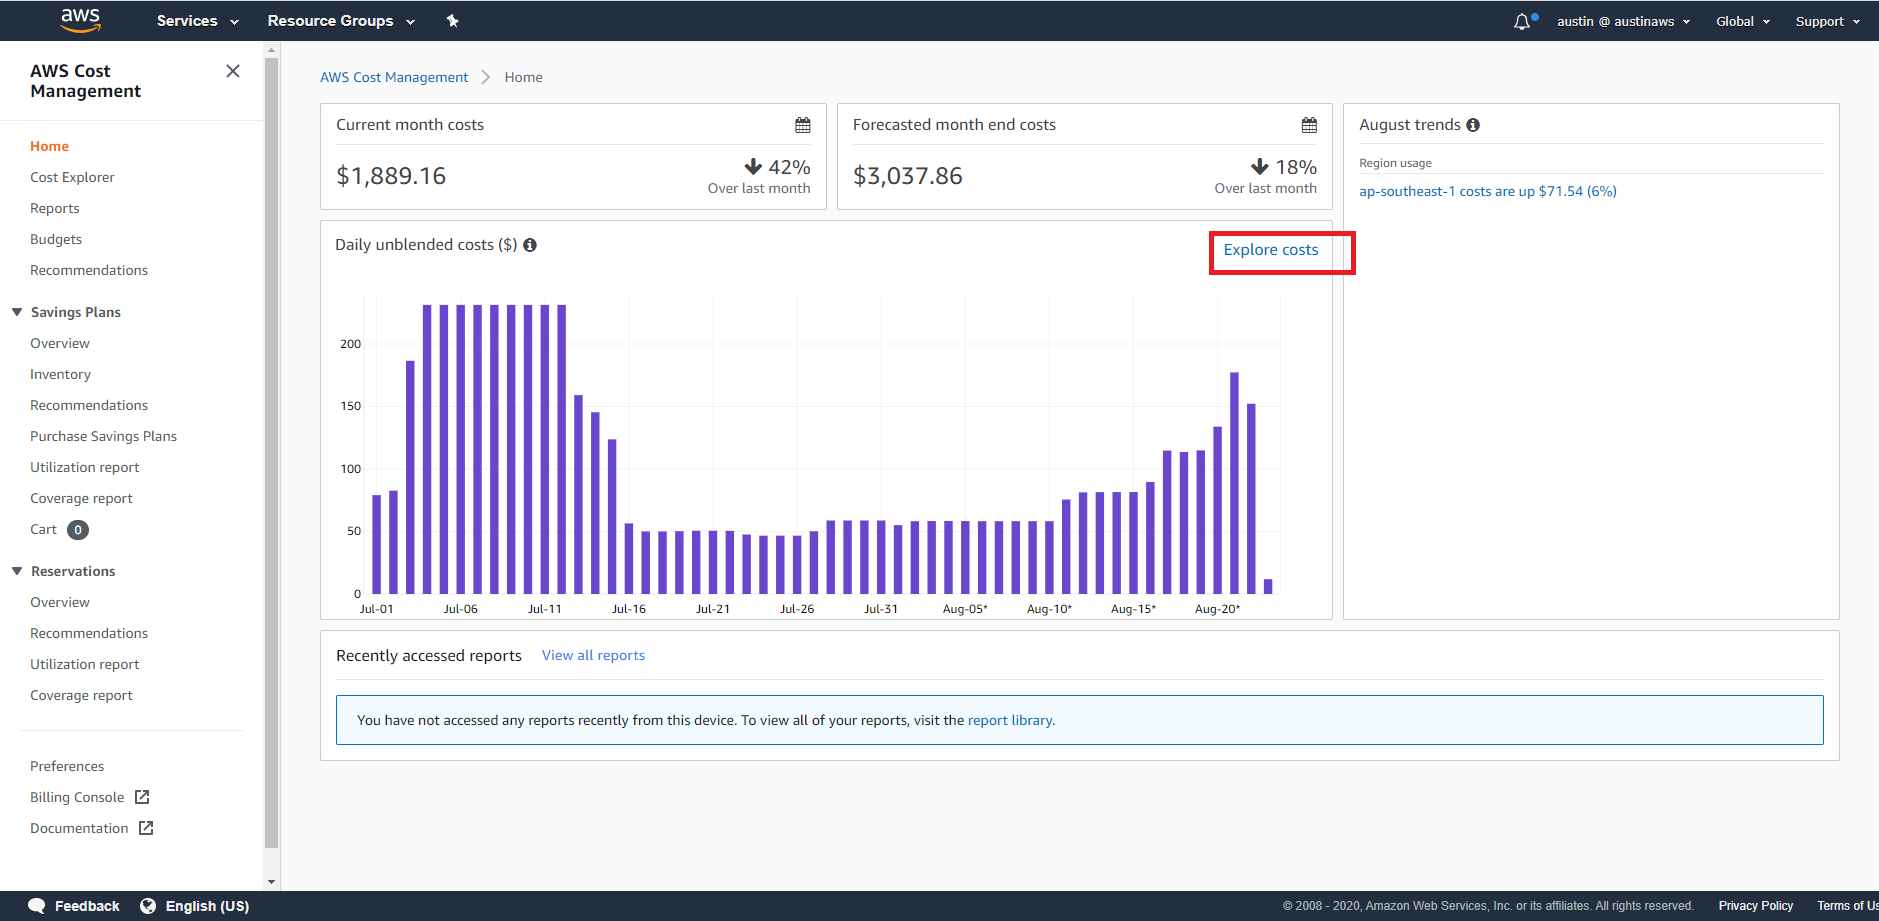 aws Services Resource Groups austin @ austinaws Global Support
AWS Cost
Management
Home
Cost Explorer
Reports
Budgets
Recommendations
Savings Plans
Overview
Inventory
Recommendations
Purchase Savings Plans
Utilization report
Coverage report
Cart 0
Reservations
Overview
Recommendations
Utilization report
Coverage report
Preferences
Billing Console
Documentation
AWS Cost Management Home
Current month costs
$1,889.16
42%
Over last month
Forecasted month end costs
$3,037.86
18%
Over last month
August trends
Region usage
ap-southeast-1 costs are up $71.54 (6%)
Daily unblended costs ($) Explore costs
200
150
100
50
0
Jul-01 Jul-06 Jul-11 Jul-16 Jul-21 Jul-26 Jul-31 Aug-05* Aug-10* Aug-15* Aug-20*
Recently accessed reports View all reports
You have not accessed any reports recently from this device. To view all of your reports, visit the report library.
Feedback English (US) © 2008 - 2020, Amazon Web Services, Inc. or its affiliates. All rights reserved. Privacy Policy Terms of Us